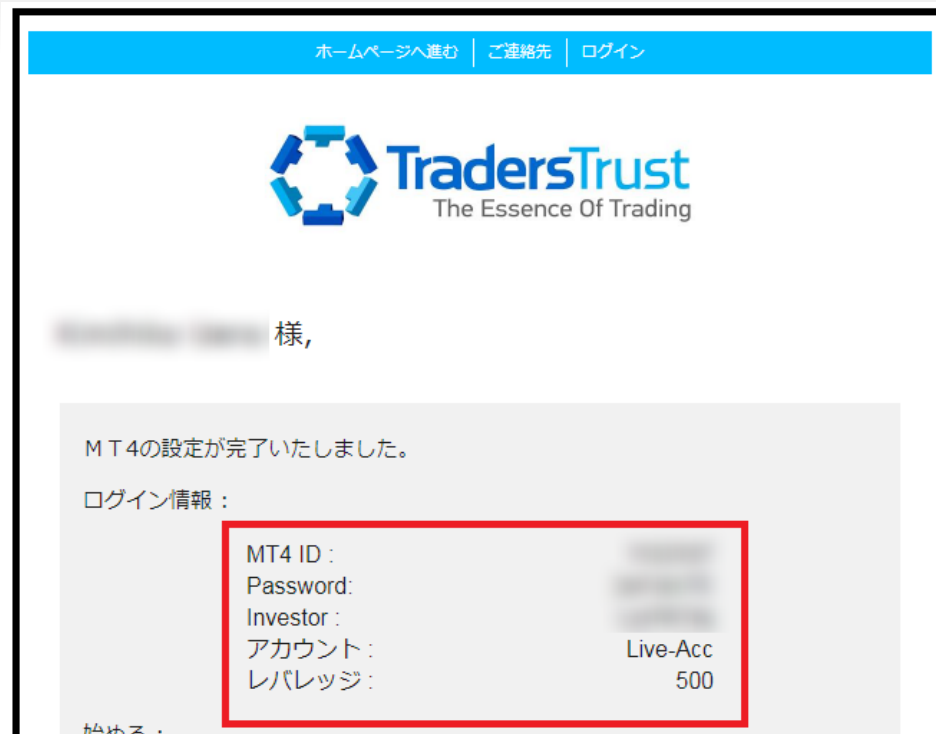 ホームページへ進む │ ご連絡先 │ ログイン
TradersTrust
The Essence Of Trading
様,
ＭＴ4の設定が完了いたしました。
ログイン情報：
MT4 ID :
Password:
Investor :
アカウント : Live-Acc
レバレッジ : 500
始める：